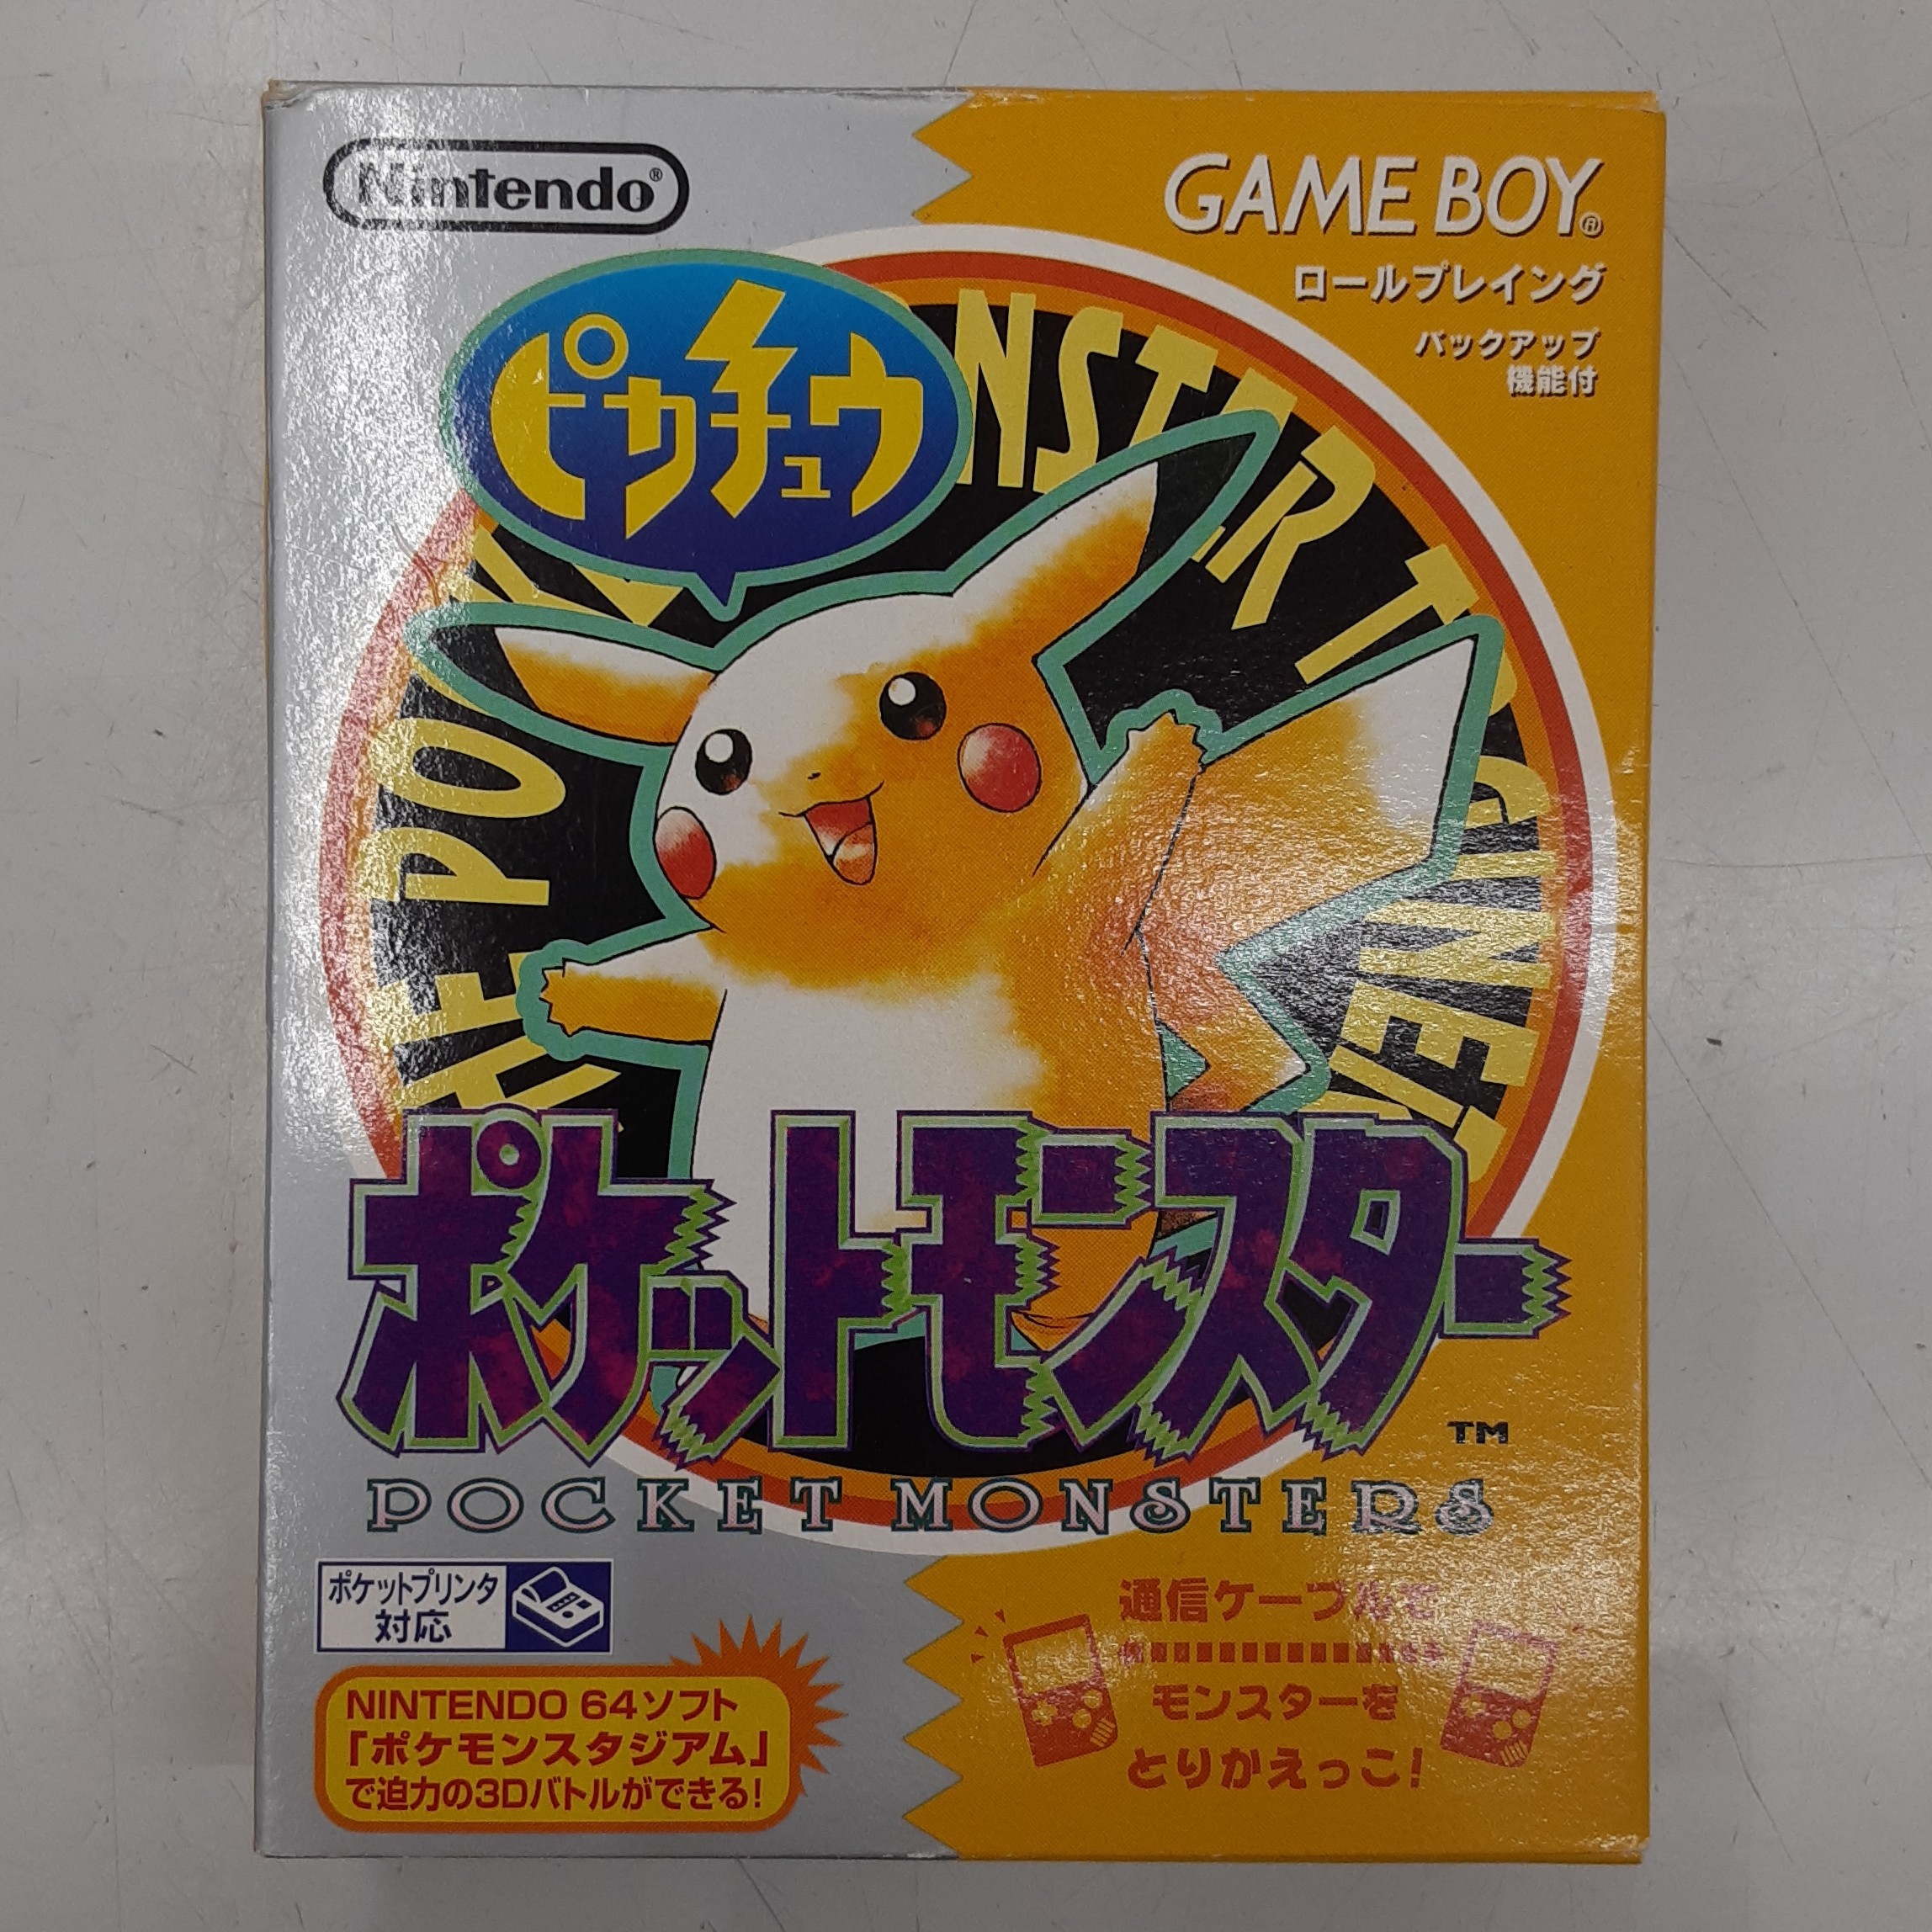 Nintendo®
GAME BOY®
ロールプレイング
バックアップ
機能付
ピカチュウ
POCKET MONSTERS
ポケットモンスター
TM
POCKET MONSTERS
ポケットプリンタ
対応
NINTENDO 64ソフト
「ポケモンスタジアム」
で迫力の3Dバトルができる!
通信ケーブルで
モンスターを
とりかえっこ!